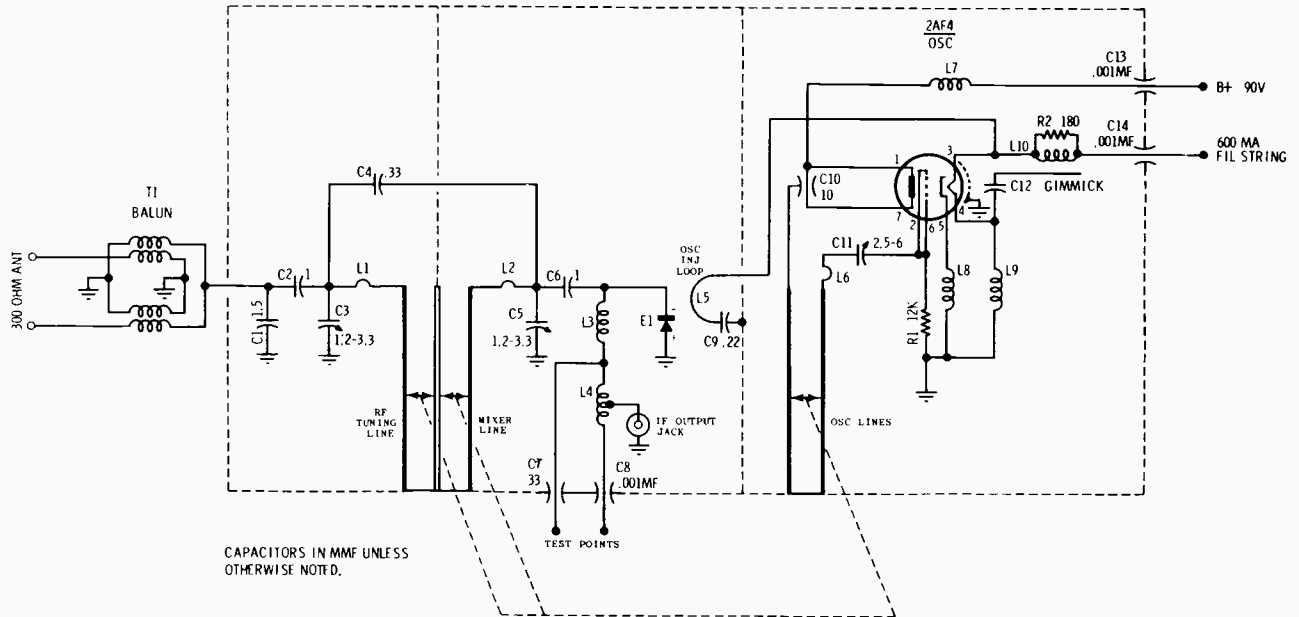 2AF4
OSC
L7
C13
.001MF
B+ 90V
R2 180
C14
.001MF
L10
600 MA
FIL STRING
C4
.33
1
3
C10
10
C12
GIMMICK
T1
BALUN
7
2
6
5
4
OSC
INJ
LOOP
C11
2.5-6
300 OHM ANT
C2
1
L1
L2
C6
1
L5
L6
L8
L9
C1
1.5
C3
1.2-3.3
C5
1.2-3.3
L3
E1
C9
.22
R1 12K
L4
RF
TUNING
LINE
MIXER
LINE
IF OUTPUT
JACK
OSC LINES
C7
33
C8
.001MF
TEST POINTS
CAPACITORS IN MMF UNLESS
OTHERWISE NOTED.